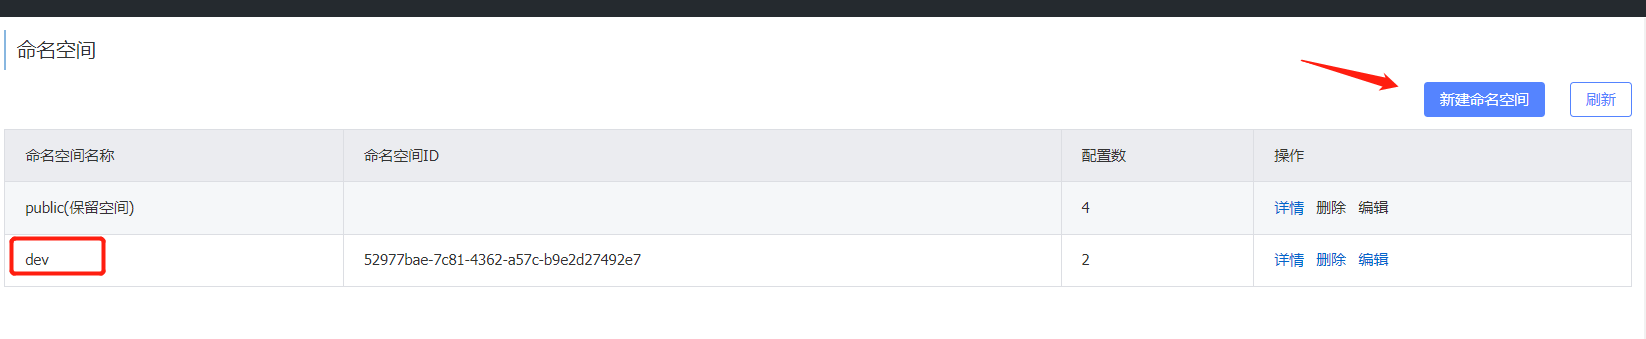 命名空间
新建命名空间 刷新
命名空间名称 命名空间ID 配置数 操作
public(保留空间) 4 详情 删除 编辑
dev 52977bae-7c81-4362-a57c-b9e2d27492e7 2 详情 删除 编辑